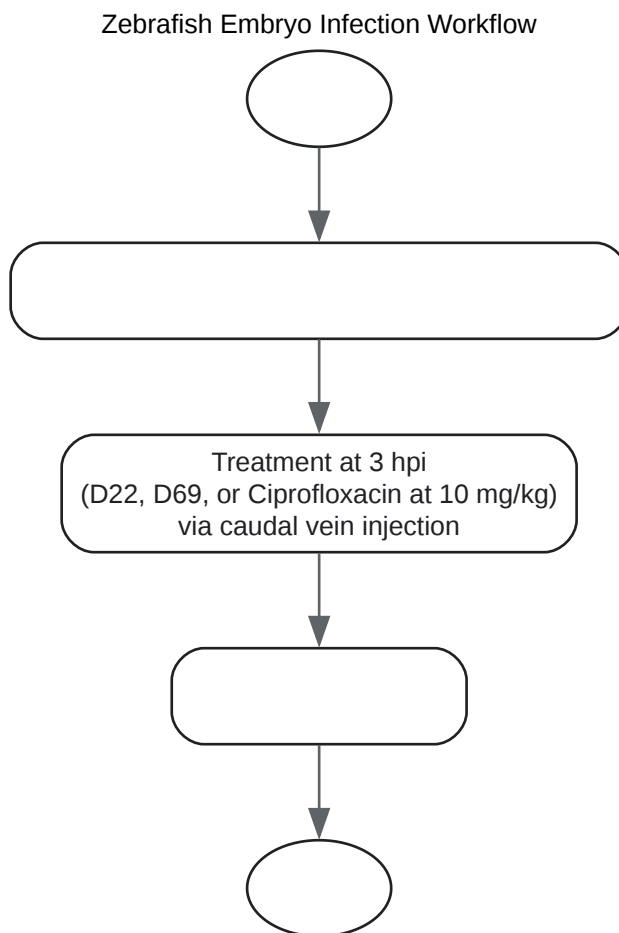 Zebrafish Embryo Infection Workflow
Treatment at 3 hpi
(D22, D69, or Ciprofloxacin at 10 mg/kg)
via caudal vein injection